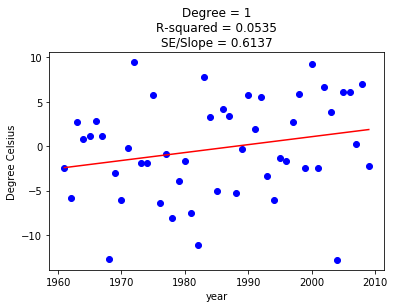 Degree = 1
R-squared = 0.0535
SE/Slope = 0.6137
10
5
0
−5
−10
Degree Celsius
1960
1970
1980
1990
2000
2010
year